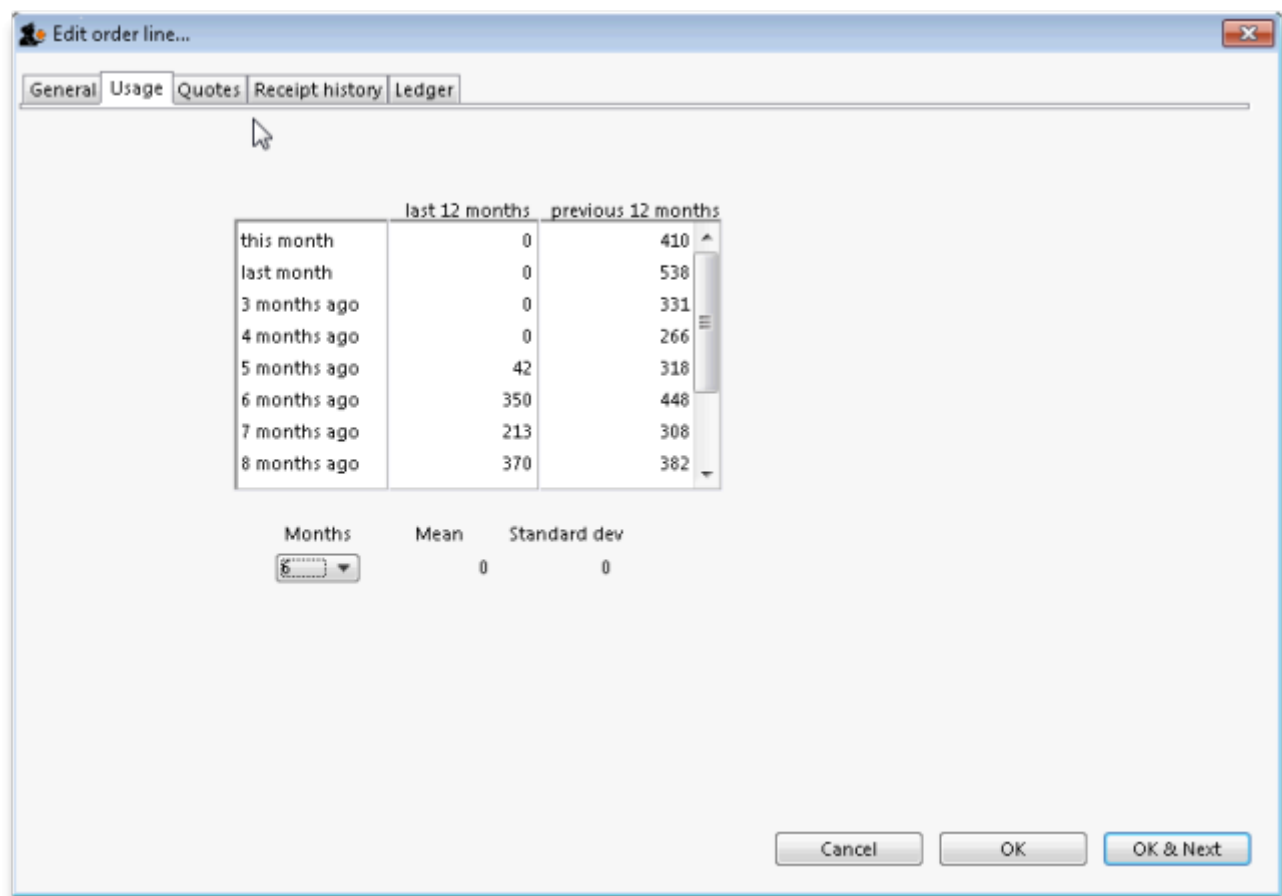 Edit order line...
General Usage Quotes Receipt history Ledger
last 12 months previous 12 months
this month 0 410
last month 0 538
3 months ago 0 331
4 months ago 0 266
5 months ago 42 318
6 months ago 350 448
7 months ago 213 308
8 months ago 370 382
Months Mean Standard dev
6 0 0
Cancel OK OK & Next